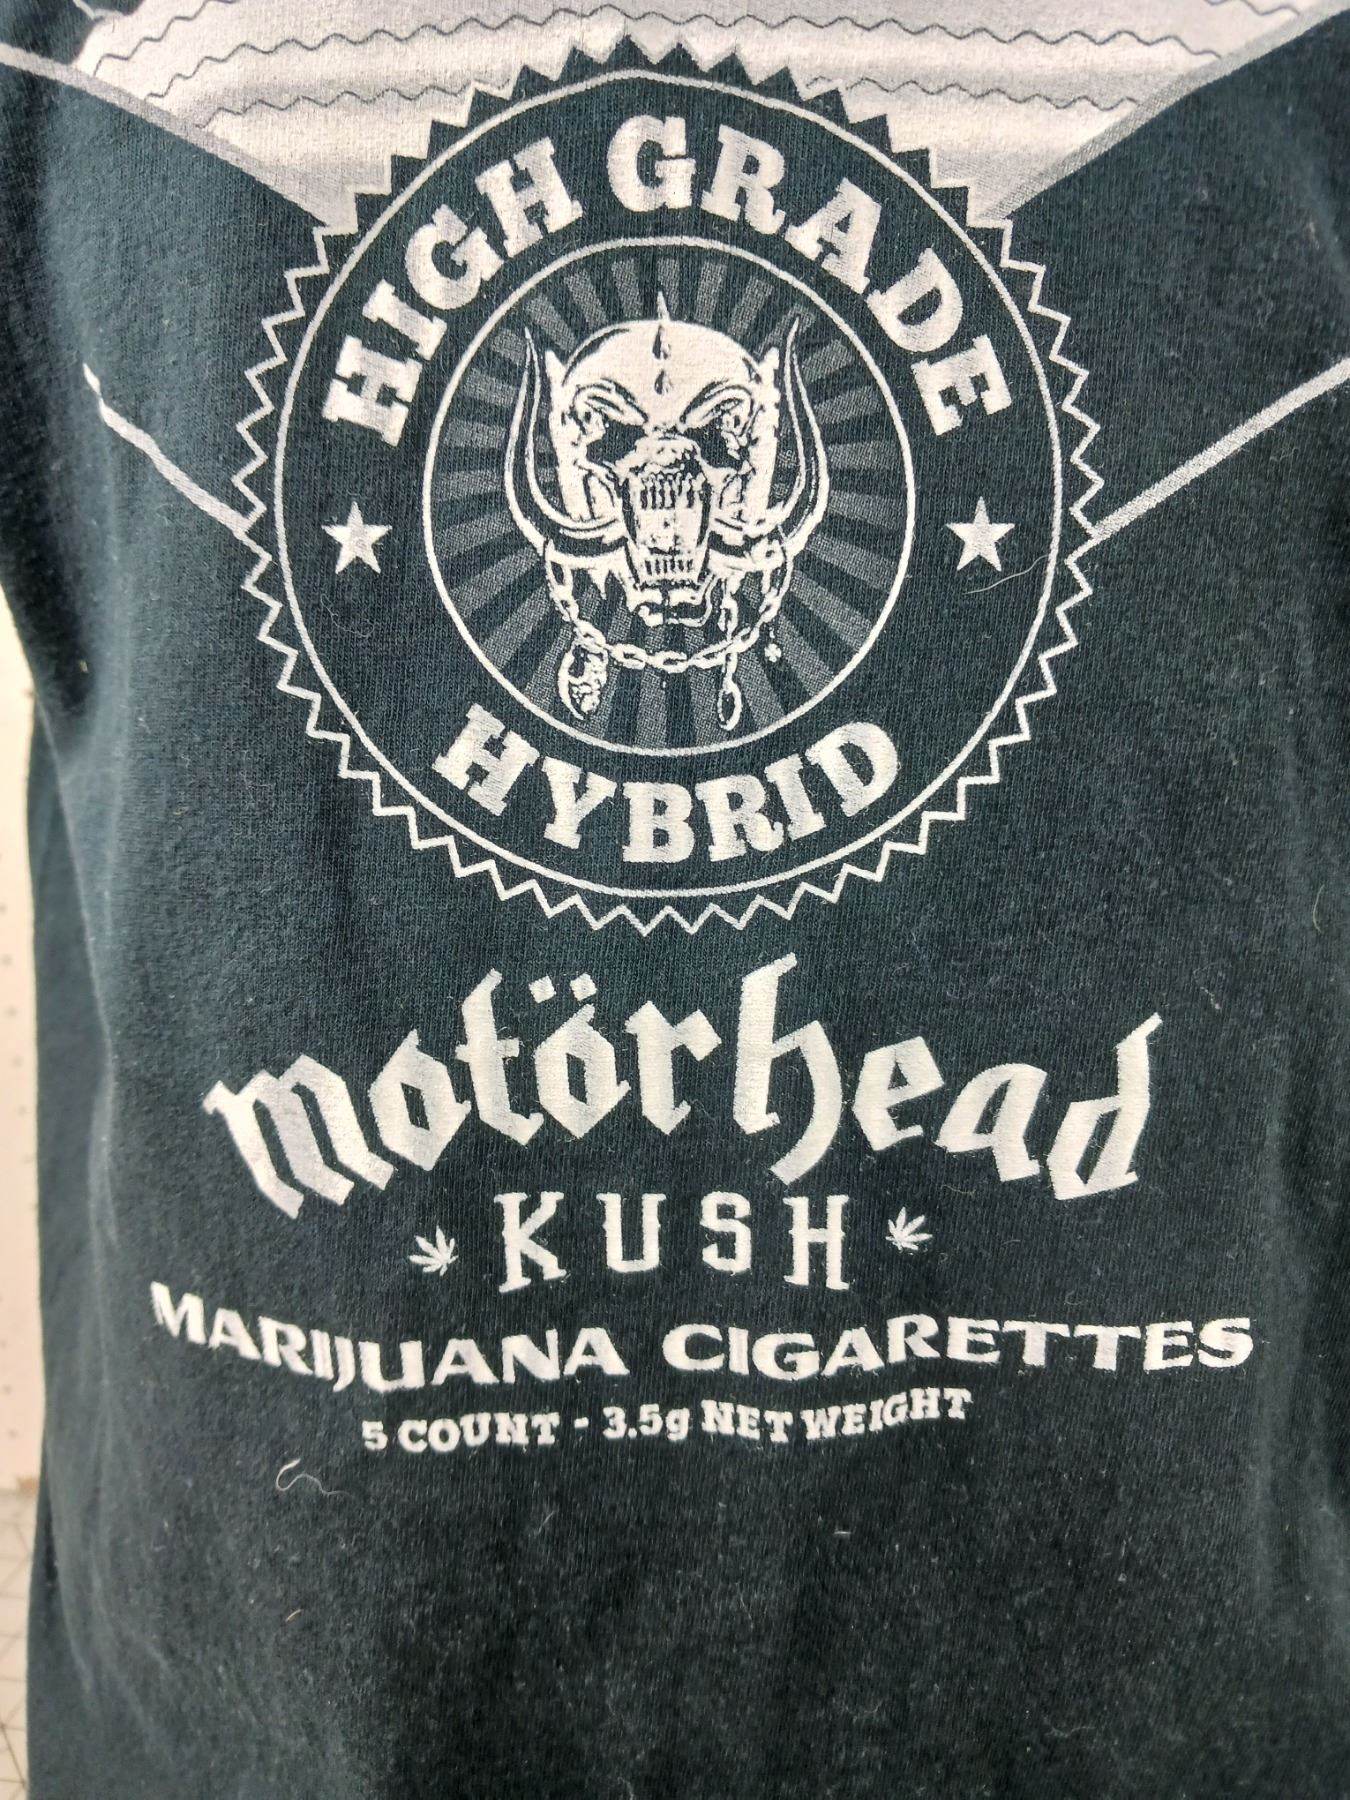 HIGH GRADE
HYBRID
motörhead
KUSH
MARIJUANA CIGARETTES
5 COUNT - 3.5g NET WEIGHT